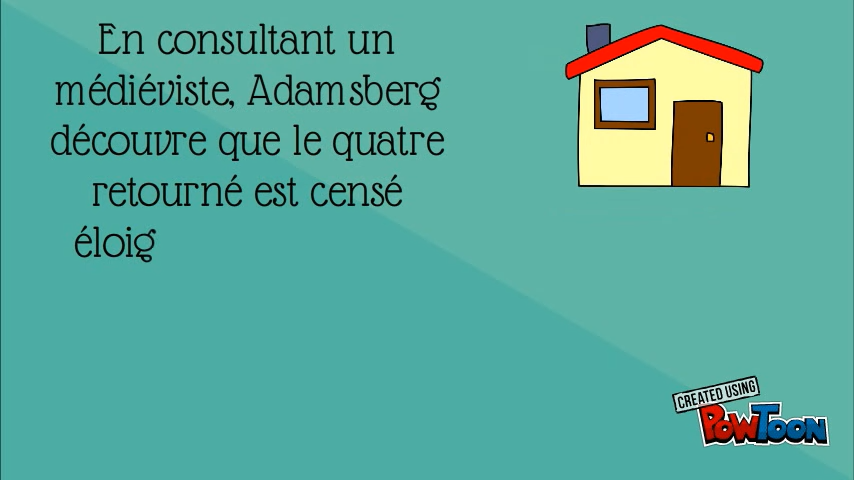 En consultant un
médiéviste, Adamsberg
découvre que le quatre
retourné est censé
éloig
CREATED USING
POWTOON